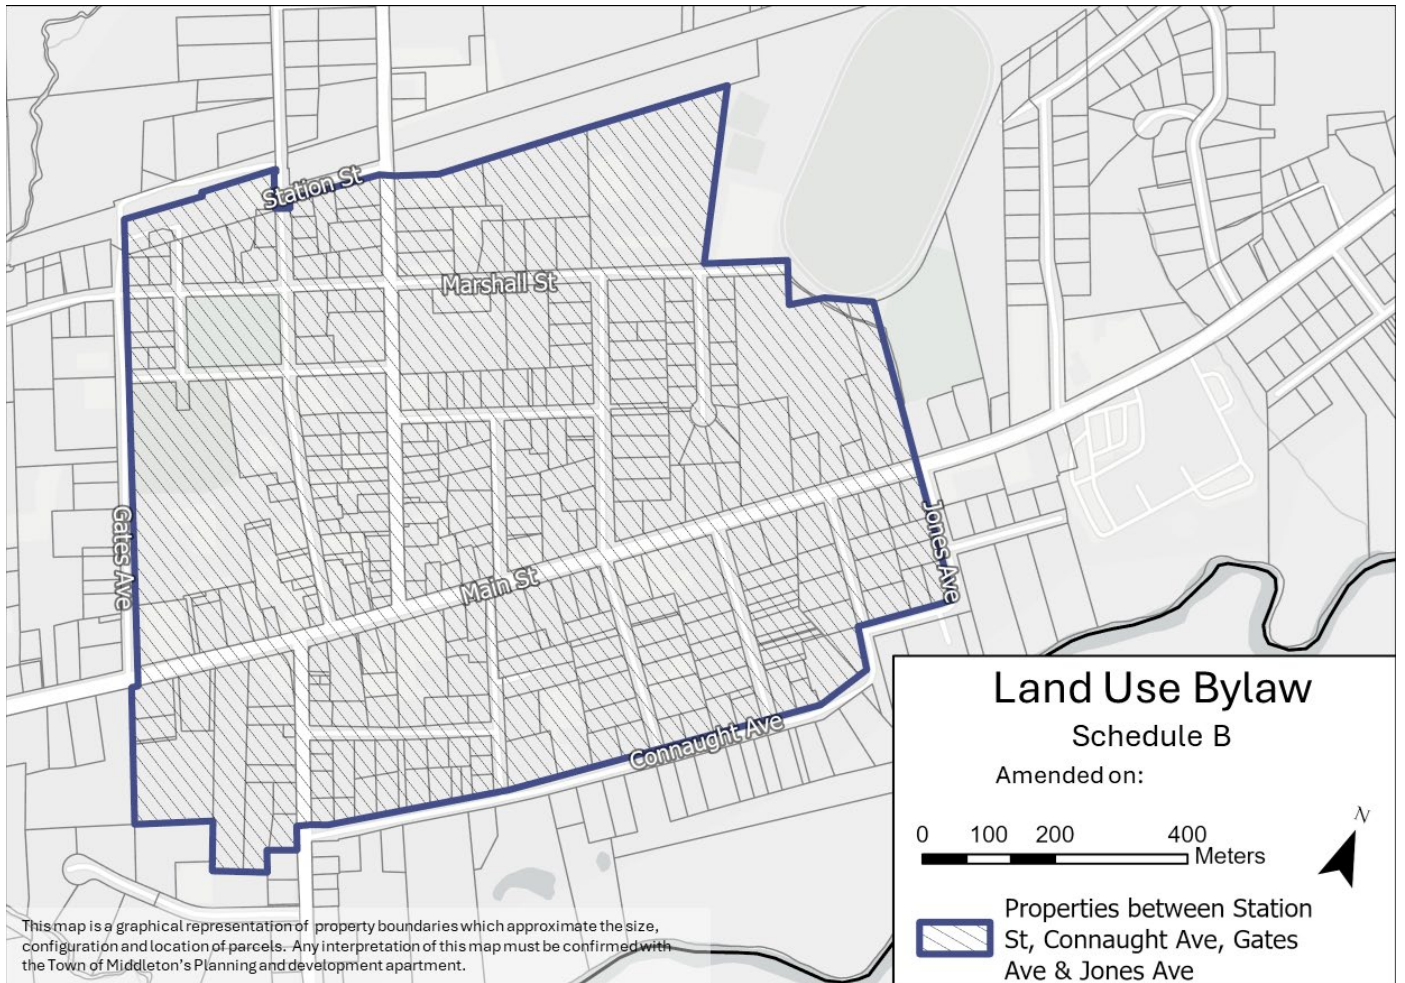 Station St
Marshall St
Gates Ave
Main St
Jones Ave
Connaught Ave
Land Use Bylaw
Schedule B
Amended on:
N
0 100 200 400
Meters
Properties between Station
St, Connaught Ave, Gates
Ave & Jones Ave
This map is a graphical representation of property boundaries which approximate the size,
configuration and location of parcels. Any interpretation of this map must be confirmed with
the Town of Middleton's Planning and development apartment.